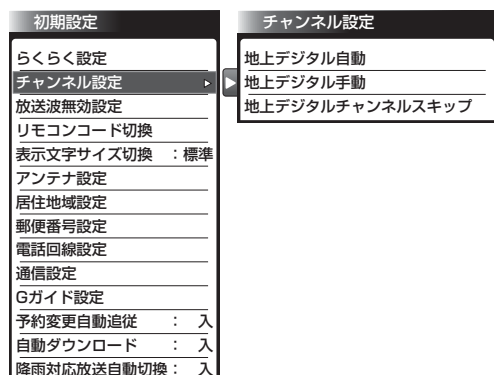 初期設定
らくらく設定
チャンネル設定
放送波無効設定
リモコンコード切換
表示文字サイズ切換 ：標準
アンテナ設定
居住地域設定
郵便番号設定
電話回線設定
通信設定
Gガイド設定
予約変更自動追従 ： 入
自動ダウンロード ： 入
降雨対応放送自動切換： 入
チャンネル設定
地上デジタル自動
地上デジタル手動
地上デジタルチャンネルスキップ